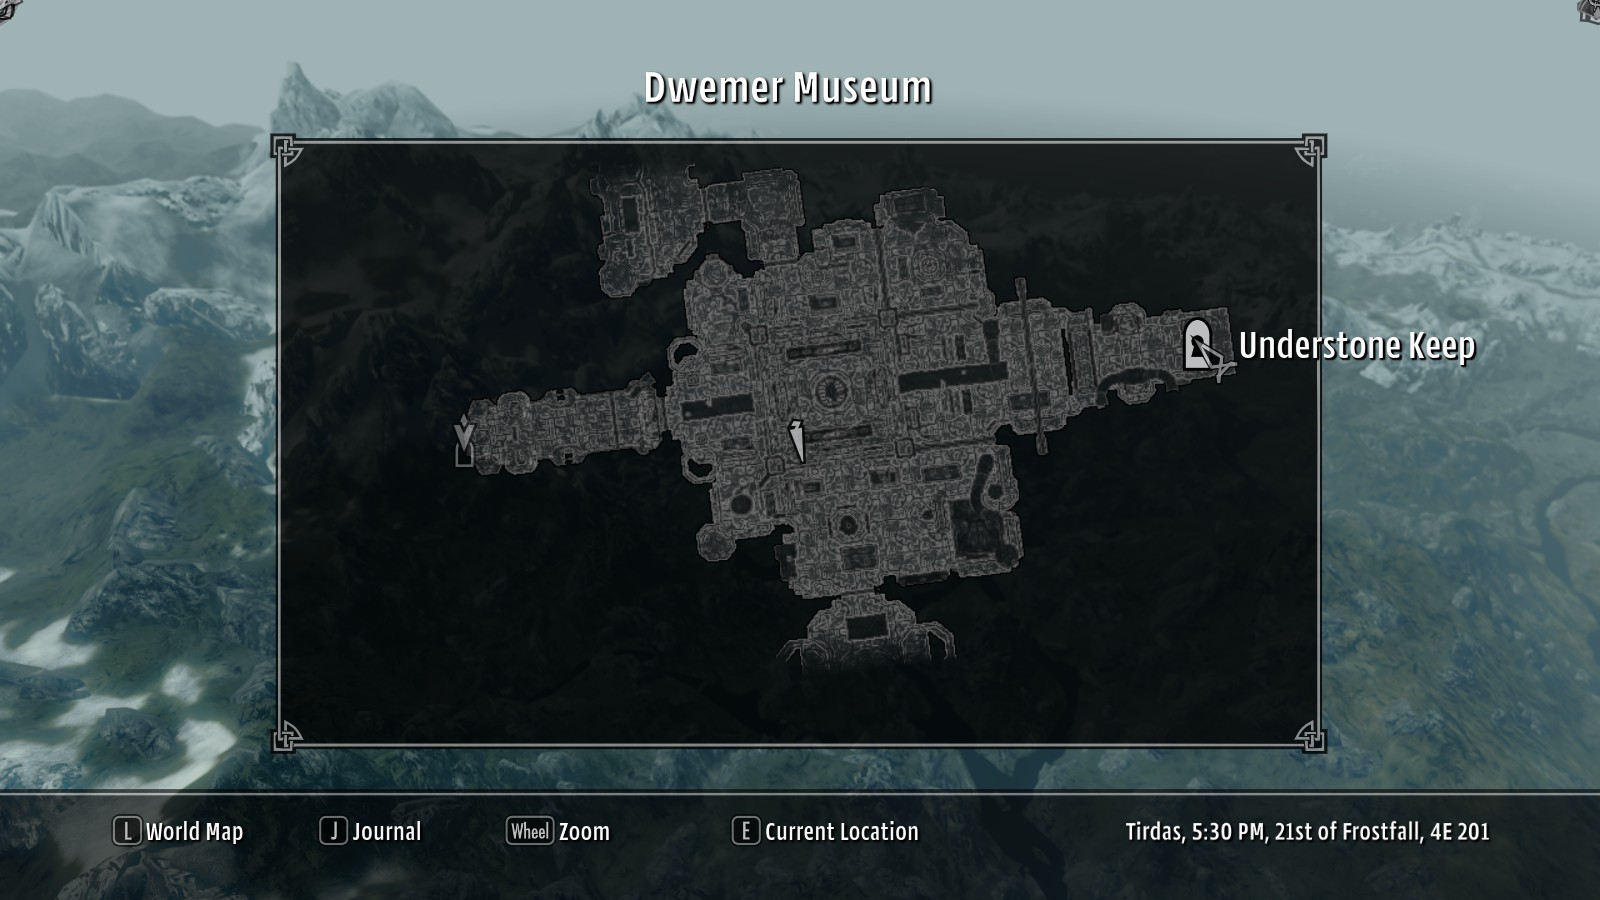 Dwemer Museum
Understone Keep
L World Map
J Journal
Wheel Zoom
E Current Location
Tirdas, 5:30 PM, 21st of Frostfall, 4E 201